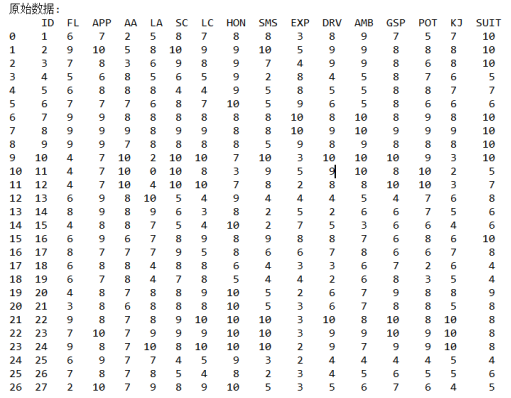 原始数据:
ID FL APP AA LA SC LC HON SMS EXP DRV AMB GSP POT KJ SUIT
0 1 6 7 2 5 8 7 8 8 3 8 9 7 5 7 10
1 2 9 10 5 8 10 9 9 10 5 9 9 8 8 8 10
2 3 7 8 3 6 9 8 9 7 4 9 9 8 6 8 10
3 4 5 6 8 5 6 5 9 2 8 4 5 8 7 6 5
4 5 6 8 8 8 4 4 9 5 8 5 5 8 8 7 7
5 6 7 7 7 6 8 7 10 5 9 6 5 8 6 6 6
6 7 9 9 8 8 8 8 8 8 10 8 10 8 9 8 10
7 8 9 9 9 8 9 9 8 8 10 9 10 9 9 9 10
8 9 9 9 7 8 8 8 8 5 9 8 9 8 8 8 10
9 10 4 7 10 2 10 10 7 10 3 10 10 10 9 3 10
10 11 4 7 10 0 10 8 3 9 5 9 10 8 10 2 5
11 12 4 7 10 4 10 10 7 8 2 8 8 10 10 3 7
12 13 6 9 8 10 5 4 9 4 4 4 5 4 7 6 8
13 14 8 9 8 9 6 3 8 2 5 2 6 6 7 5 6
14 15 4 8 8 7 5 4 10 2 7 5 3 6 6 4 6
15 16 6 9 6 7 8 9 8 9 8 8 7 6 8 6 10
16 17 8 7 7 7 9 5 8 6 6 7 8 6 6 7 8
17 18 6 8 8 4 8 8 6 4 3 3 6 7 2 6 4
18 19 6 7 8 4 7 8 5 4 4 2 6 8 3 5 4
19 20 4 8 7 8 8 9 10 5 2 6 7 9 8 8 9
20 21 3 8 6 8 8 8 10 5 3 6 7 8 8 5 8
21 22 9 8 7 8 9 10 10 10 3 10 8 10 8 10 8
22 23 7 10 7 9 9 9 10 10 3 9 9 10 9 10 8
23 24 9 8 7 10 8 10 10 10 2 9 7 9 9 10 8
24 25 6 9 7 7 4 5 9 3 2 4 4 4 4 5 4
25 26 7 8 7 8 5 4 8 2 3 4 5 6 5 5 6
26 27 2 10 7 9 8 9 10 5 3 5 6 7 6 4 5